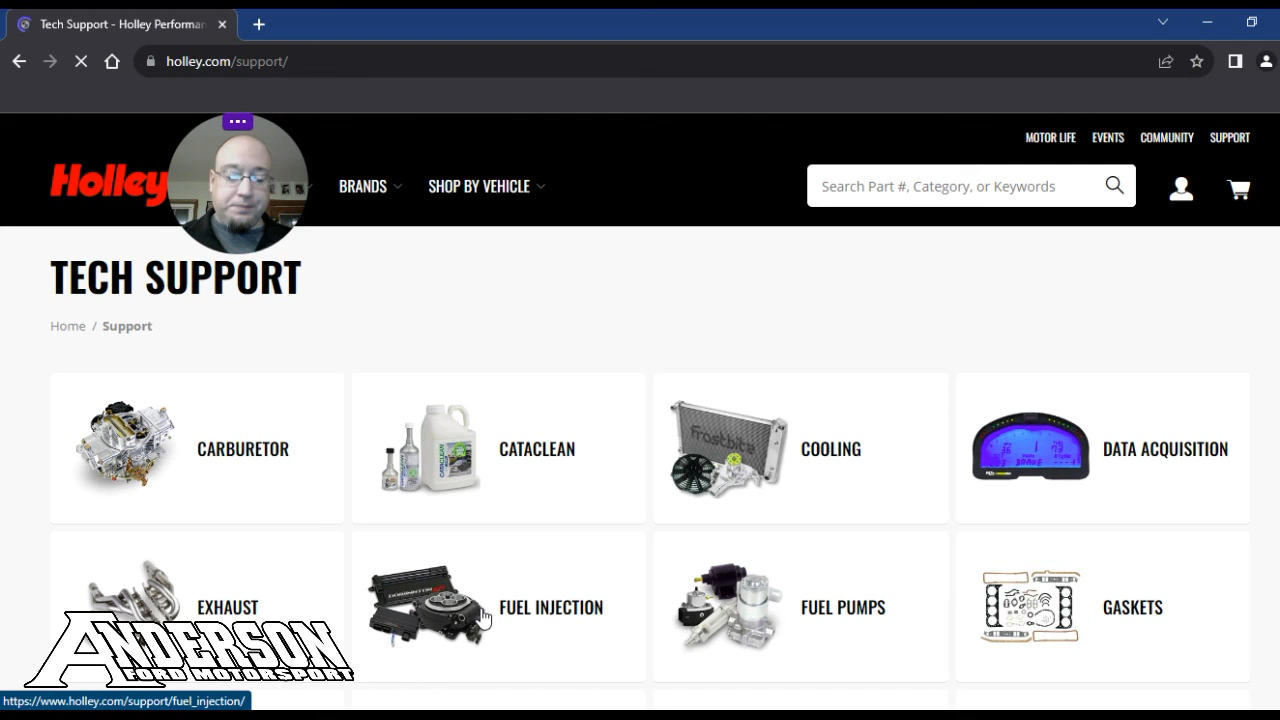 Tech Support - Holley Performan
holley.com/support/
MOTOR LIFE EVENTS COMMUNITY SUPPORT
Holley
BRANDS
SHOP BY VEHICLE
Search Part #, Category, or Keywords
TECH SUPPORT
Home / Support
CARBURETOR
CATACLEAN
COOLING
Frostbite
DATA ACQUISITION
EXHAUST
FUEL INJECTION
FUEL PUMPS
GASKETS
ANDERSON
FORD MOTORSPORT
https://www.holley.com/support/fuel_injection/